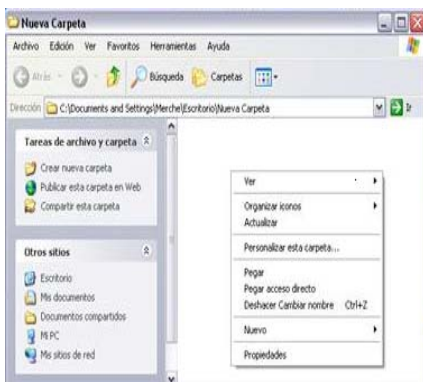 Nueva Carpeta
Archivo Edición Ver Favoritos Herramientas Ayuda
Atrás Búsqueda Carpetas
Dirección C:\Documents and Settings\Merche\Escritorio\Nueva Carpeta Ir
Tareas de archivo y carpeta
Crear nueva carpeta
Publicar esta carpeta en Web
Compartir esta carpeta
Otros sitios
Escritorio
Mis documentos
Documentos compartidos
Mi PC
Mis sitios de red
Ver
Organizar iconos
Actualizar
Personalizar esta carpeta...
Pegar
Pegar acceso directo
Deshacer Cambiar nombre Ctrl+Z
Nuevo
Propiedades